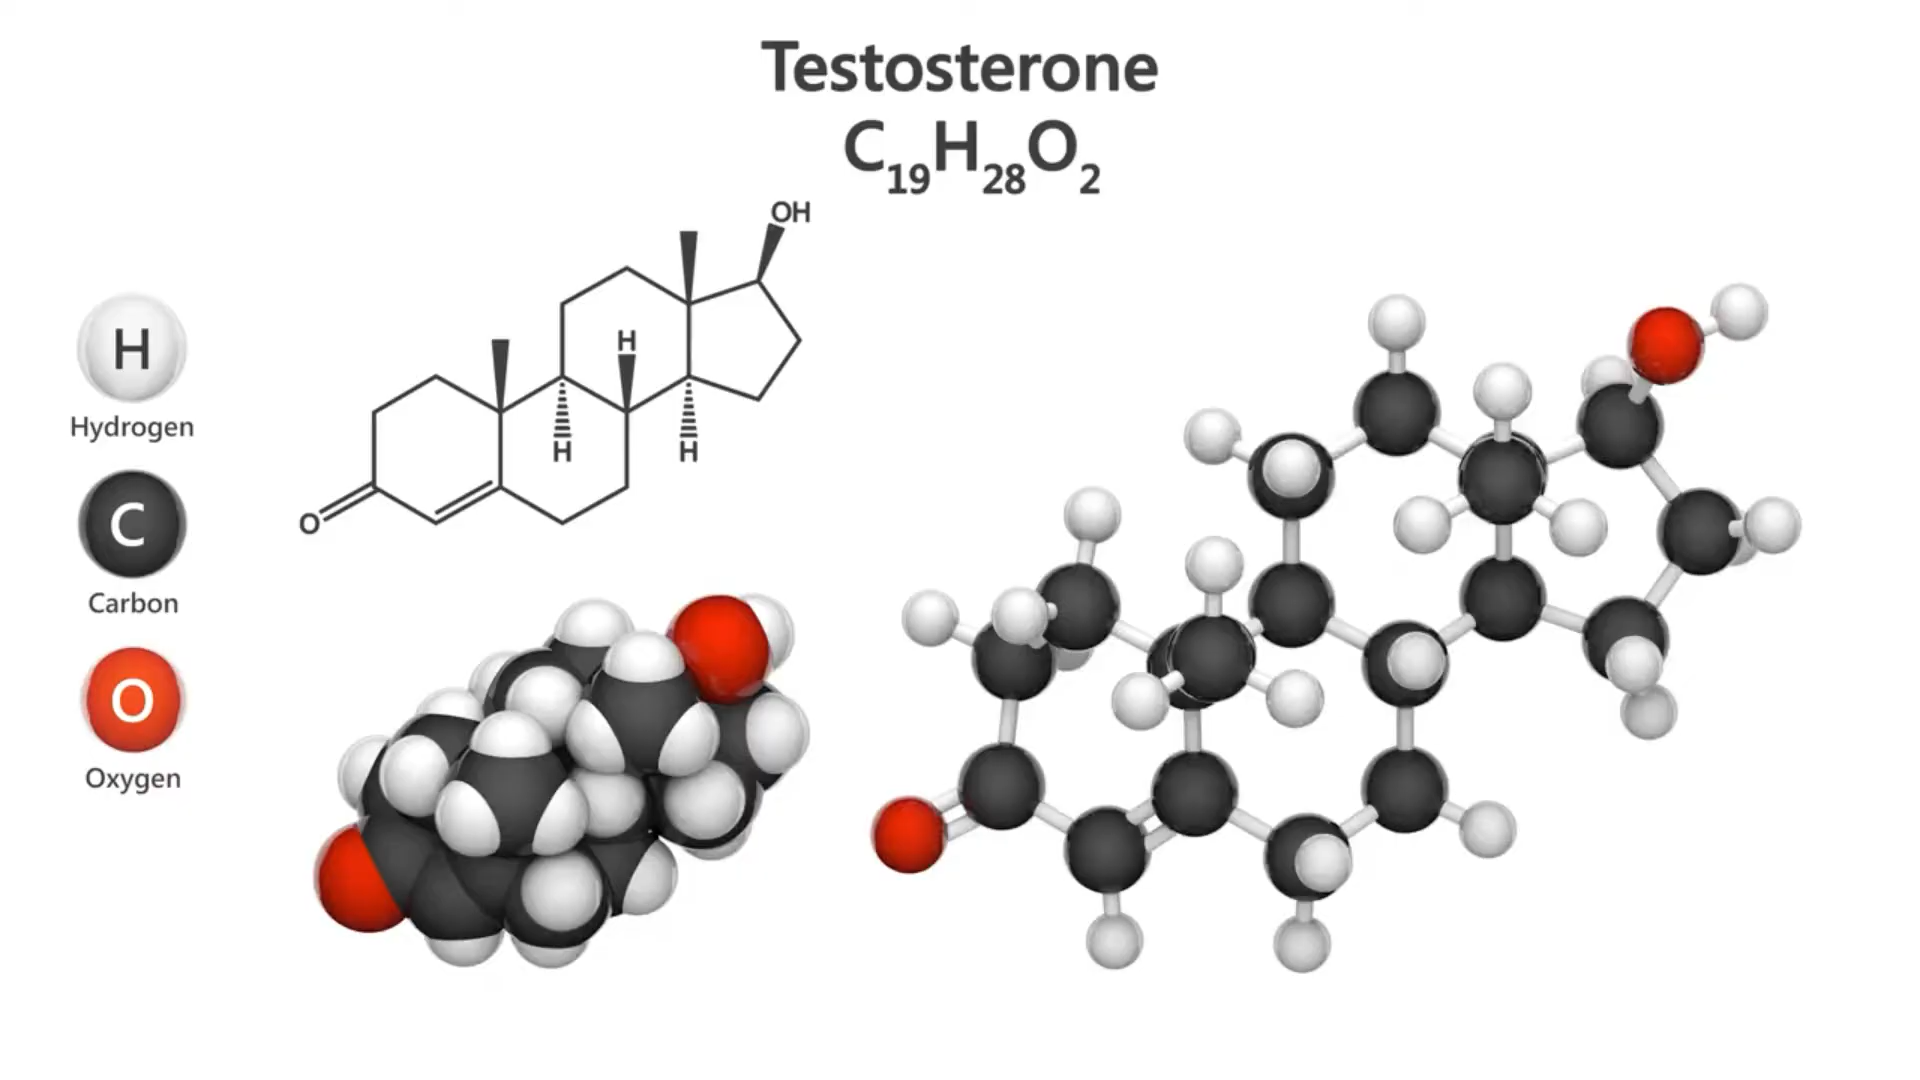 Testosterone
C₁₉H₂₈O₂
OH
H
H
H
H
O
H
Hydrogen
C
Carbon
O
Oxygen